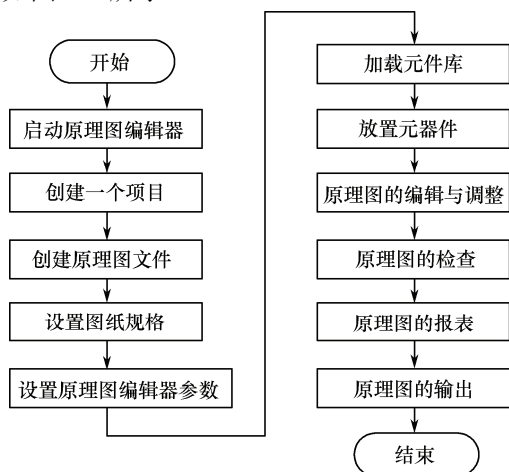 开始
启动原理图编辑器
创建一个项目
创建原理图文件
设置图纸规格
设置原理图编辑器参数
加载元件库
放置元器件
原理图的编辑与调整
原理图的检查
原理图的报表
原理图的输出
结束